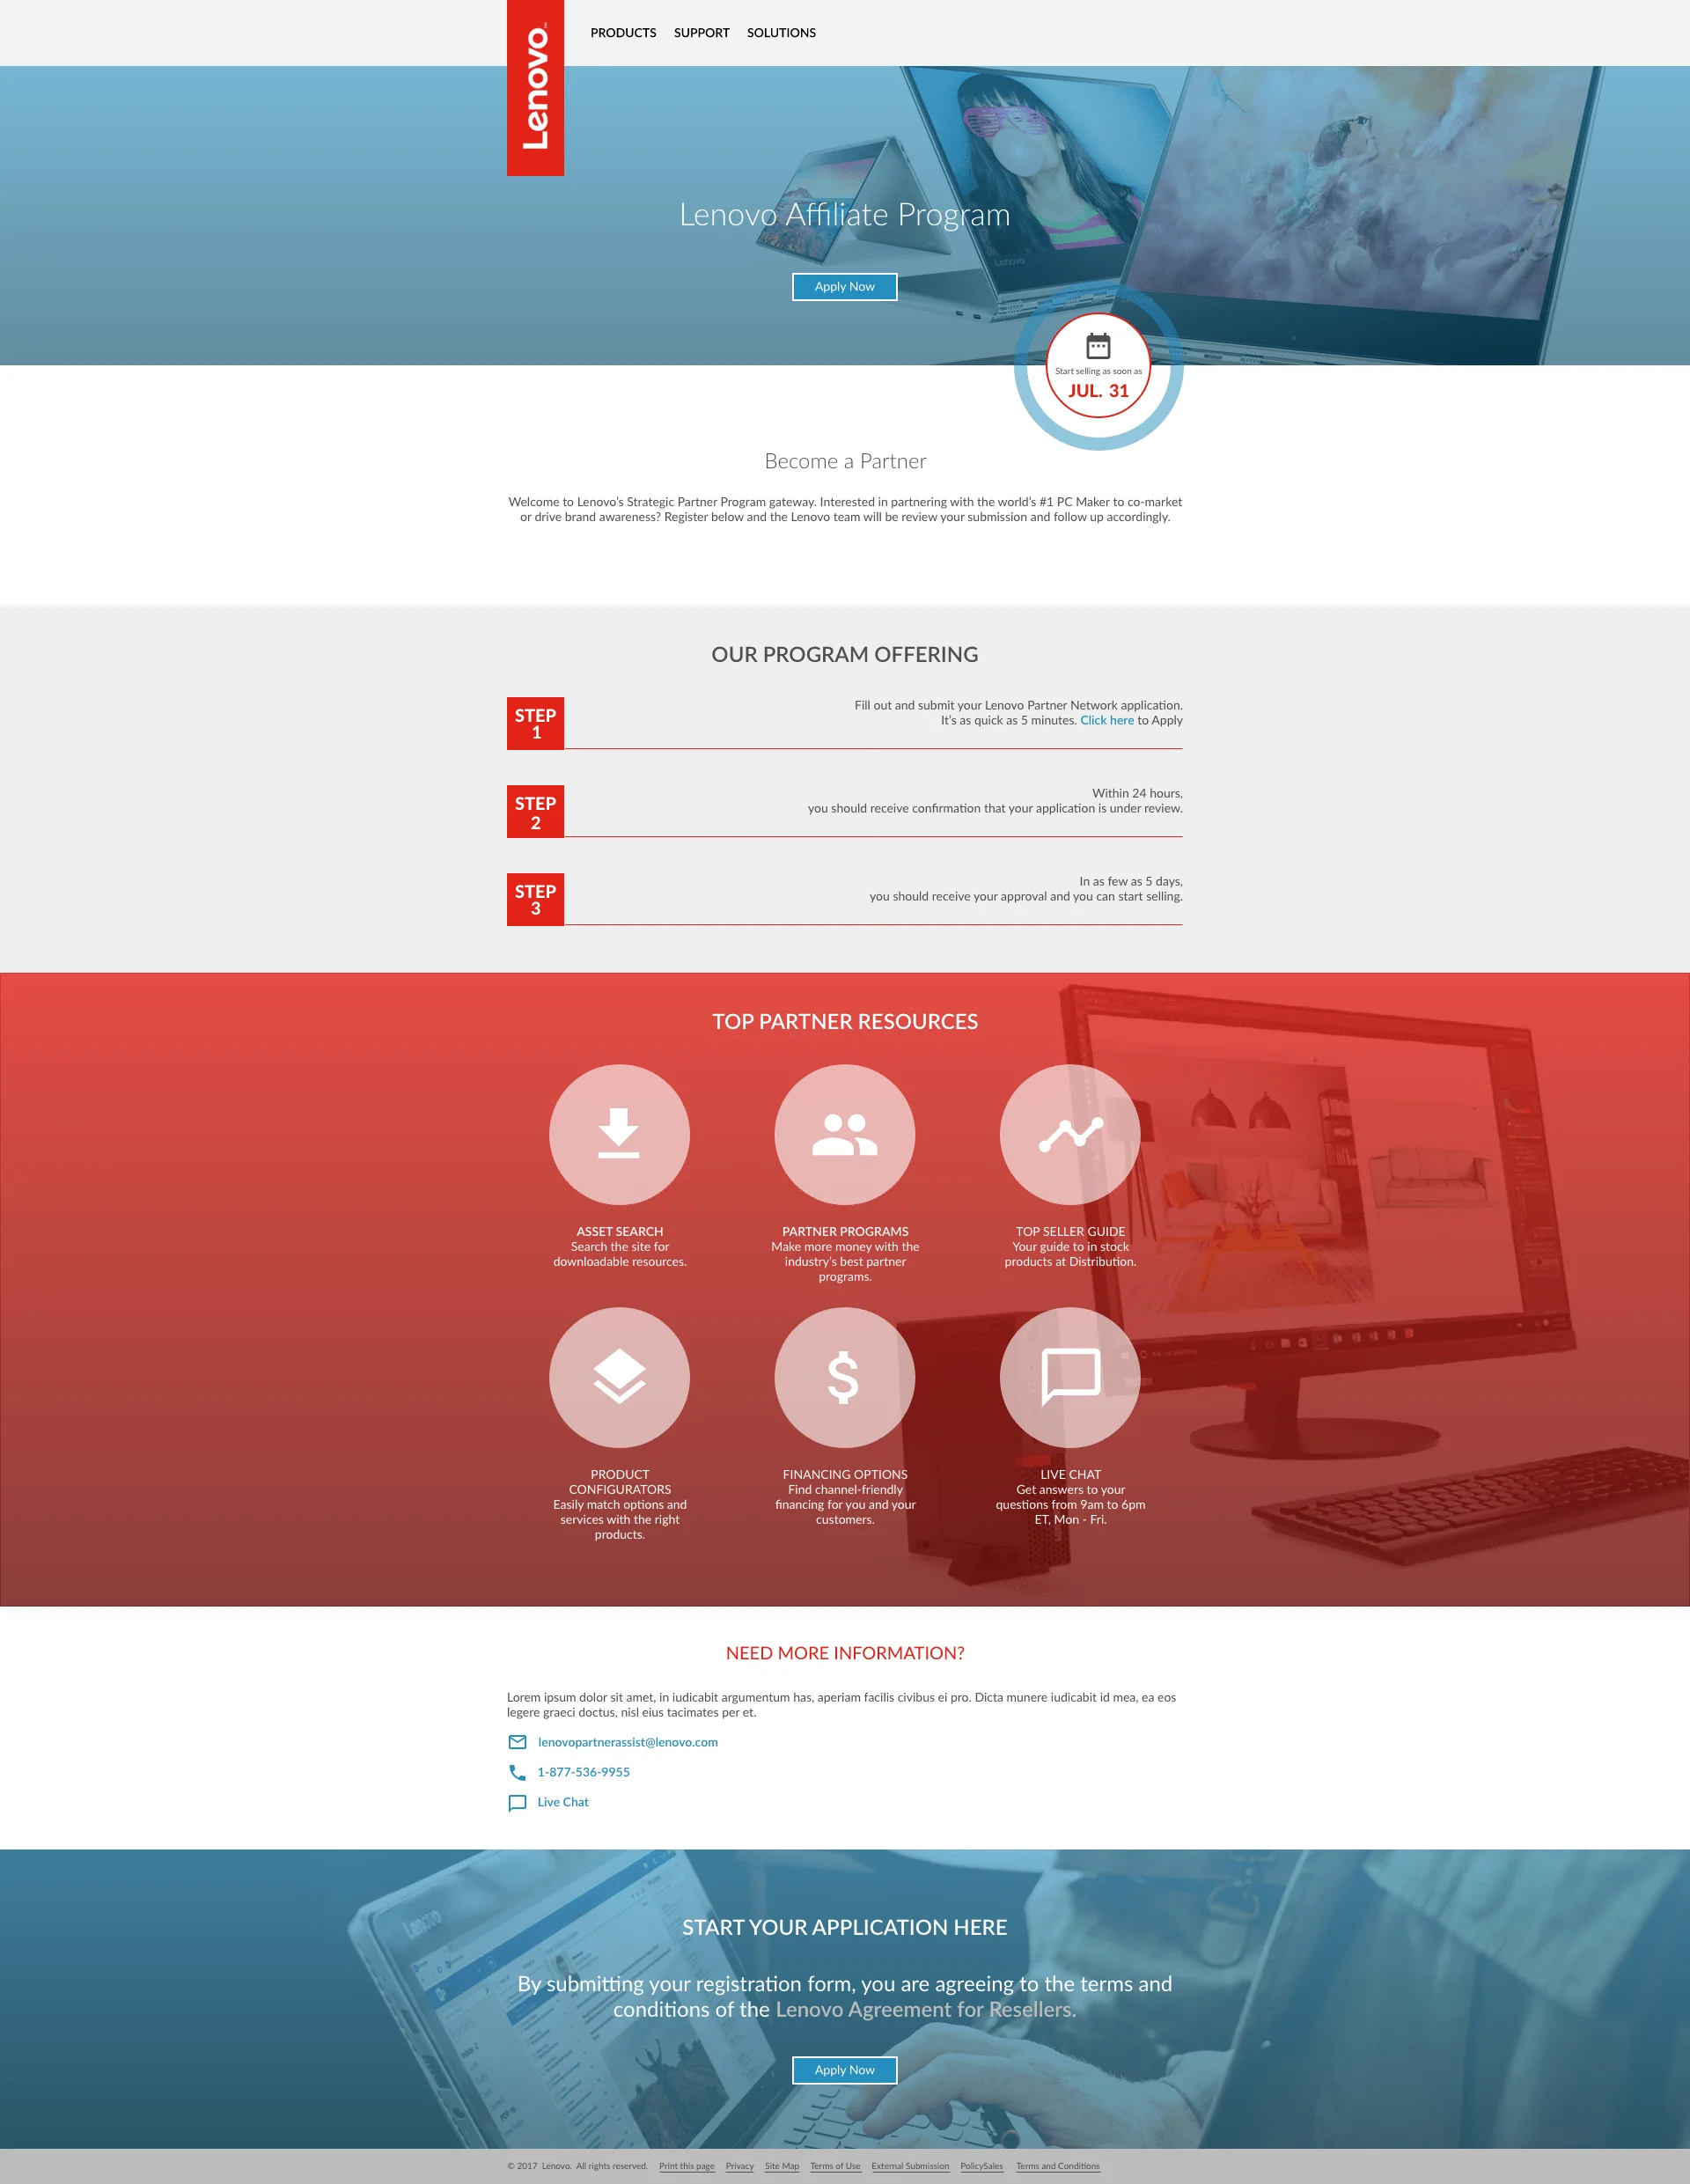 Lenovo™
PRODUCTS SUPPORT SOLUTIONS
Lenovo
Lenovo Affiliate Program
Apply Now
Start selling as soon as
JUL. 31
Become a Partner
Welcome to Lenovo's Strategic Partner Program gateway. Interested in partnering with the world's #1 PC Maker to co-market
or drive brand awareness? Register below and the Lenovo team will be review your submission and follow up accordingly.
OUR PROGRAM OFFERING
STEP
1
Fill out and submit your Lenovo Partner Network application.
It's as quick as 5 minutes. Click here to Apply
STEP
2
Within 24 hours,
you should receive confirmation that your application is under review.
STEP
3
In as few as 5 days,
you should receive your approval and you can start selling.
TOP PARTNER RESOURCES
ASSET SEARCH
Search the site for
downloadable resources.
PARTNER PROGRAMS
Make more money with the
industry's best partner
programs.
TOP SELLER GUIDE
Your guide to in stock
products at Distribution.
PRODUCT
CONFIGURATORS
Easily match options and
services with the right
products.
FINANCING OPTIONS
Find channel-friendly
financing for you and your
customers.
LIVE CHAT
Get answers to your
questions from 9am to 6pm
ET, Mon - Fri.
NEED MORE INFORMATION?
Lorem ipsum dolor sit amet, in iudicabit argumentum has, aperiam facilis civibus ei pro. Dicta munere iudicabit id mea, ea eos
legere graeci doctus, nisl eius tacimates per et.
lenovopartnerassist@lenovo.com
1-877-536-9955
Live Chat
Lenovo
START YOUR APPLICATION HERE
By submitting your registration form, you are agreeing to the terms and
conditions of the Lenovo Agreement for Resellers.
Apply Now
© 2017 Lenovo. All rights reserved. Print this page Privacy Site Map Terms of Use External Submission PolicySales Terms and Conditions